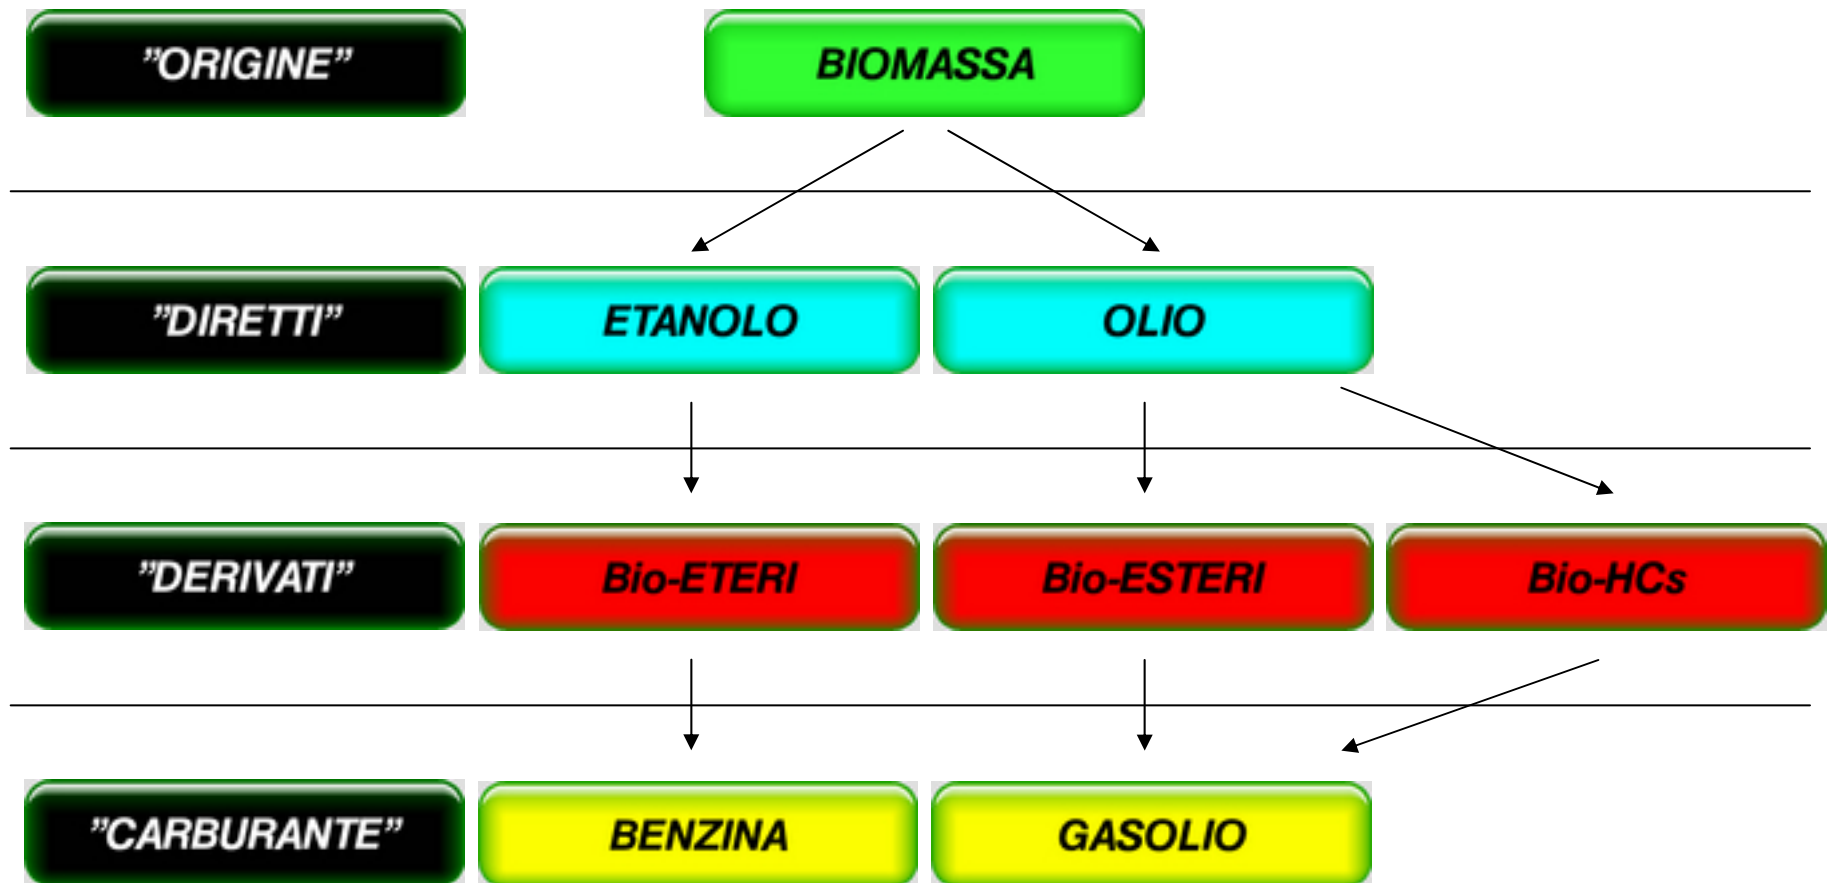 ”ORIGINE”
BIOMASSA
”DIRETTI”
ETANOLO
OLIO
”DERIVATI”
Bio-ETERI
Bio-ESTERI
Bio-HCs
”CARBURANTE”
BENZINA
GASOLIO